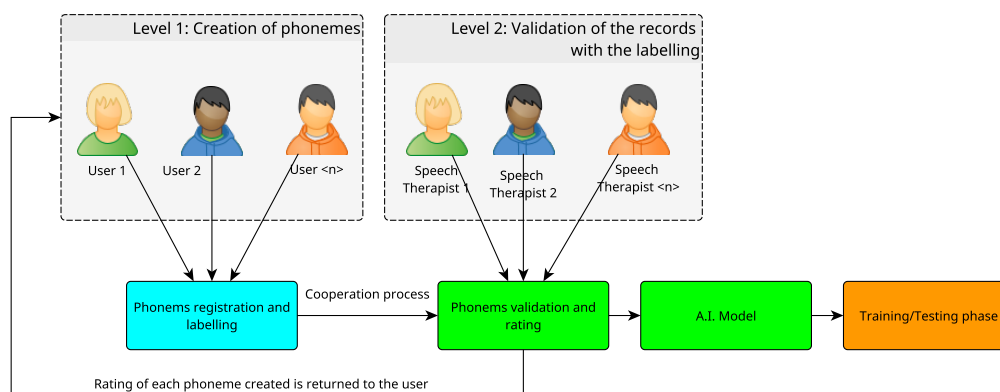 Level 1: Creation of phonemes
Level 2: Validation of the records
with the labelling
User 1
User 2
User <n>
Speech
Therapist 1
Speech
Therapist 2
Speech
Therapist <n>
Phonems registration and
labelling
Cooperation process
Phonems validation and
rating
A.I. Model
Training/Testing phase
Rating of each phoneme created is returned to the user